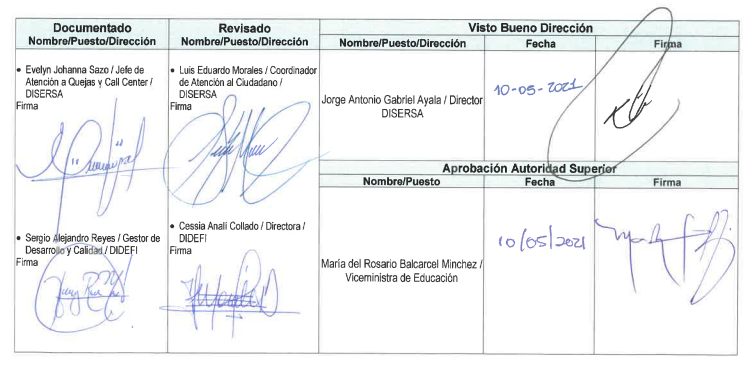 Documentado
Nombre/Puesto/Dirección
Revisado
Nombre/Puesto/Dirección
Visto Bueno Dirección
Nombre/Puesto/Dirección
Fecha
Firma
• Evelyn Johanna Sazo / Jefe de
Atención a Quejas y Call Center /
DISERSA
Firma
• Luis Eduardo Morales / Coordinador
de Atención al Ciudadano /
DISERSA
Firma
Jorge Antonio Gabriel Ayala / Director
DISERSA
10-05-2021
Aprobación Autoridad Superior
Nombre/Puesto
Fecha
Firma
• Sergio Alejandro Reyes / Gestor de
Desarrollo y Calidad / DIDEFI
Firma
• Cessia Analí Collado / Directora /
DIDEFI
Firma
María del Rosario Balcarcel Minchez /
Viceministra de Educación
10/05/2021